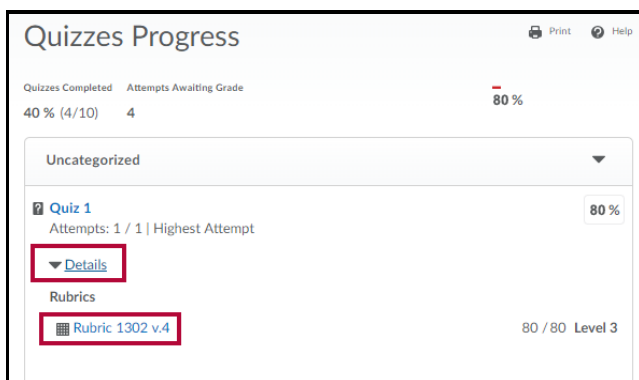 Quizzes Progress
Print
Help
Quizzes Completed Attempts Awaiting Grade
80 %
40 % (4/10) 4
Uncategorized
Quiz 1
80 %
Attempts: 1 / 1 | Highest Attempt
Details
Rubrics
Rubric 1302 v.4 80 / 80 Level 3